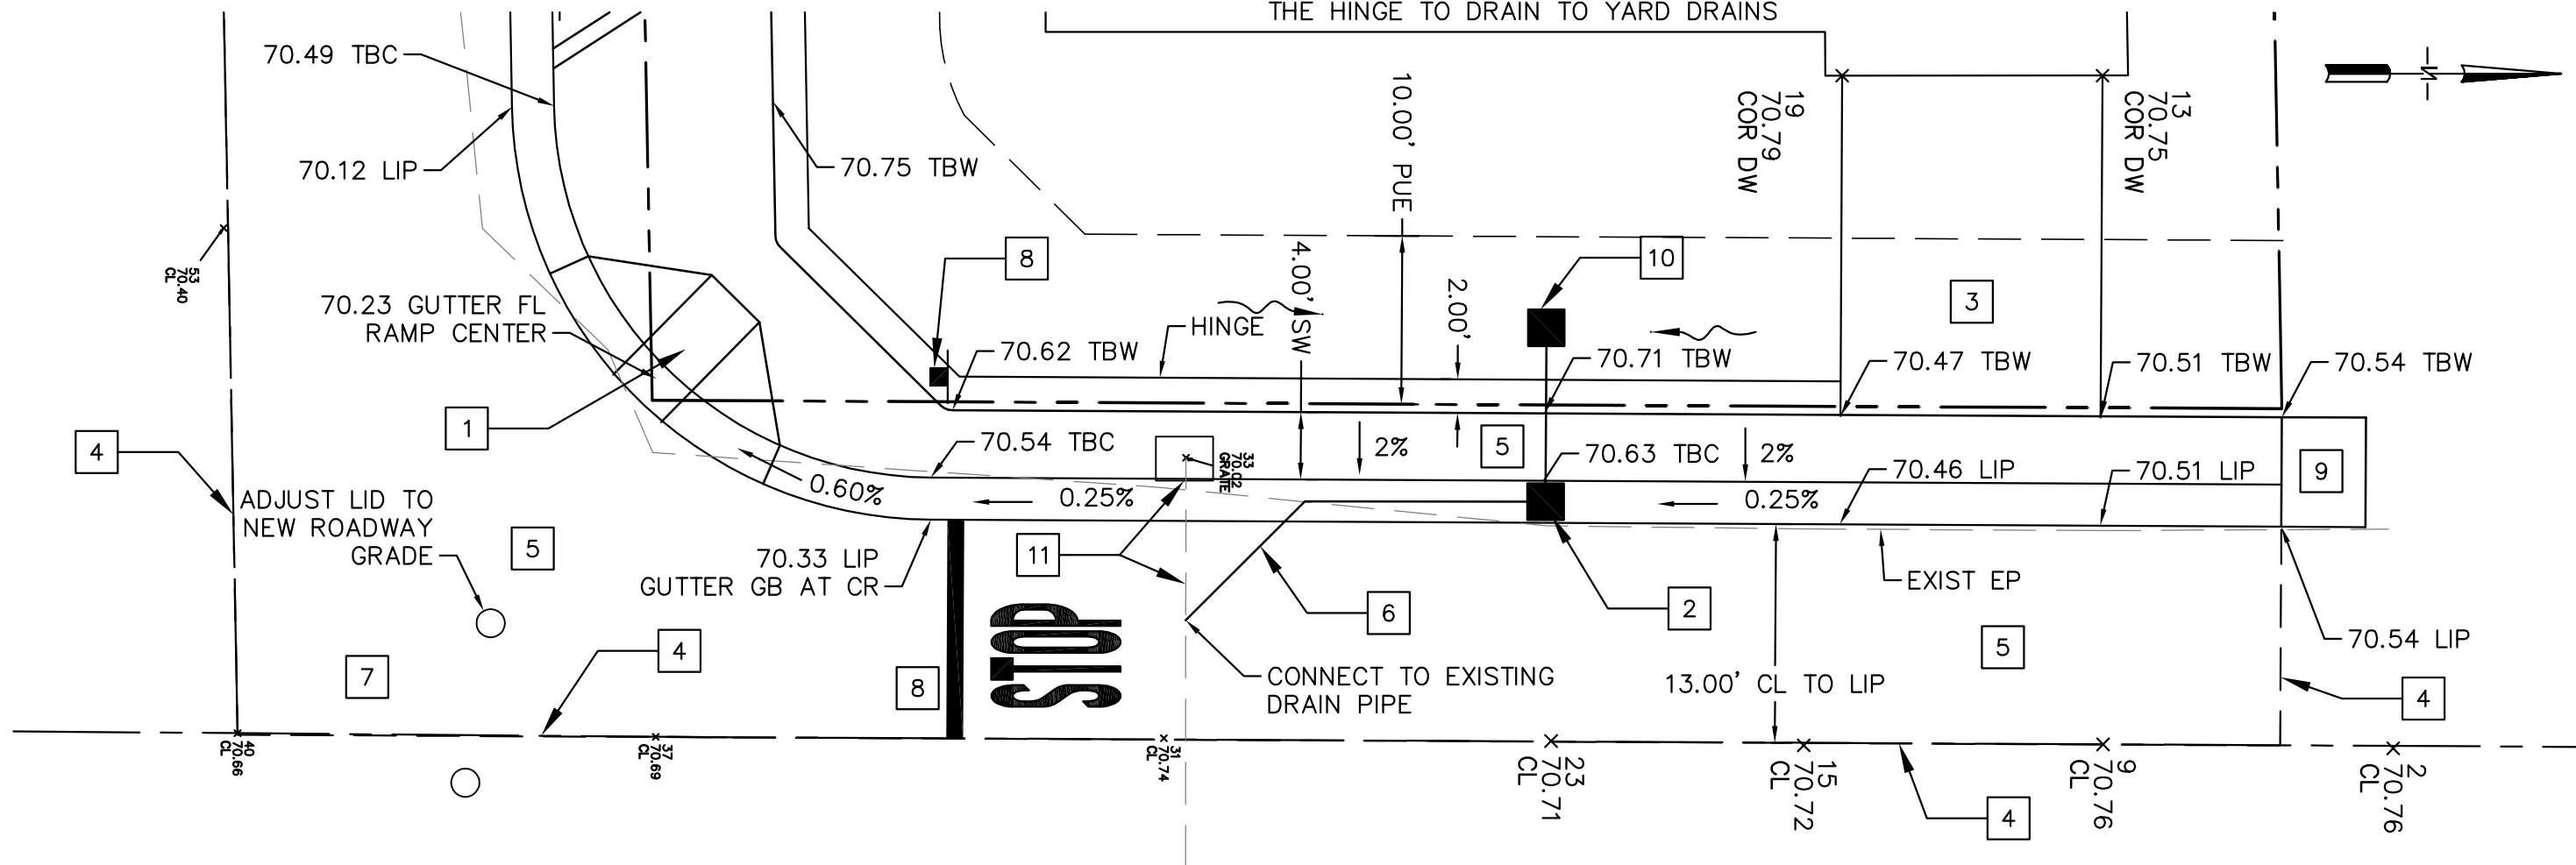 THE HINGE TO DRAIN TO YARD DRAINS
70.49 TBC
70.12 LIP
70.75 TBW
10.00' PUE
19
70.79
COR DW
13
70.75
COR DW
N
53
70.40
CL
8
10
3
70.23 GUTTER FL
RAMP CENTER
HINGE
4.00' SW
2.00'
70.62 TBW
70.71 TBW
70.47 TBW
70.51 TBW
70.54 TBW
1
4
70.54 TBC
33
70.02
GRATE
2%
5
70.63 TBC
2%
70.46 LIP
70.51 LIP
9
0.60%
0.25%
0.25%
ADJUST LID TO
NEW ROADWAY
GRADE
5
70.33 LIP
GUTTER GB AT CR
11
STOP
6
2
EXIST EP
5
70.54 LIP
7
4
8
CONNECT TO EXISTING
DRAIN PIPE
13.00' CL TO LIP
4
40
70.66
CL
37
70.69
CL
31
70.74
CL
23
70.71
CL
15
70.72
CL
9
70.76
CL
2
70.76
CL
4